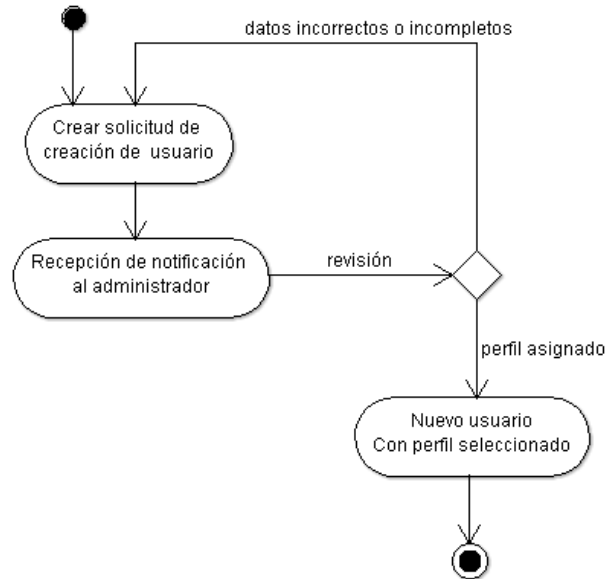 datos incorrectos o incompletos
Crear solicitud de
creación de usuario
Recepción de notificación
al administrador
revisión
perfil asignado
Nuevo usuario
Con perfil seleccionado